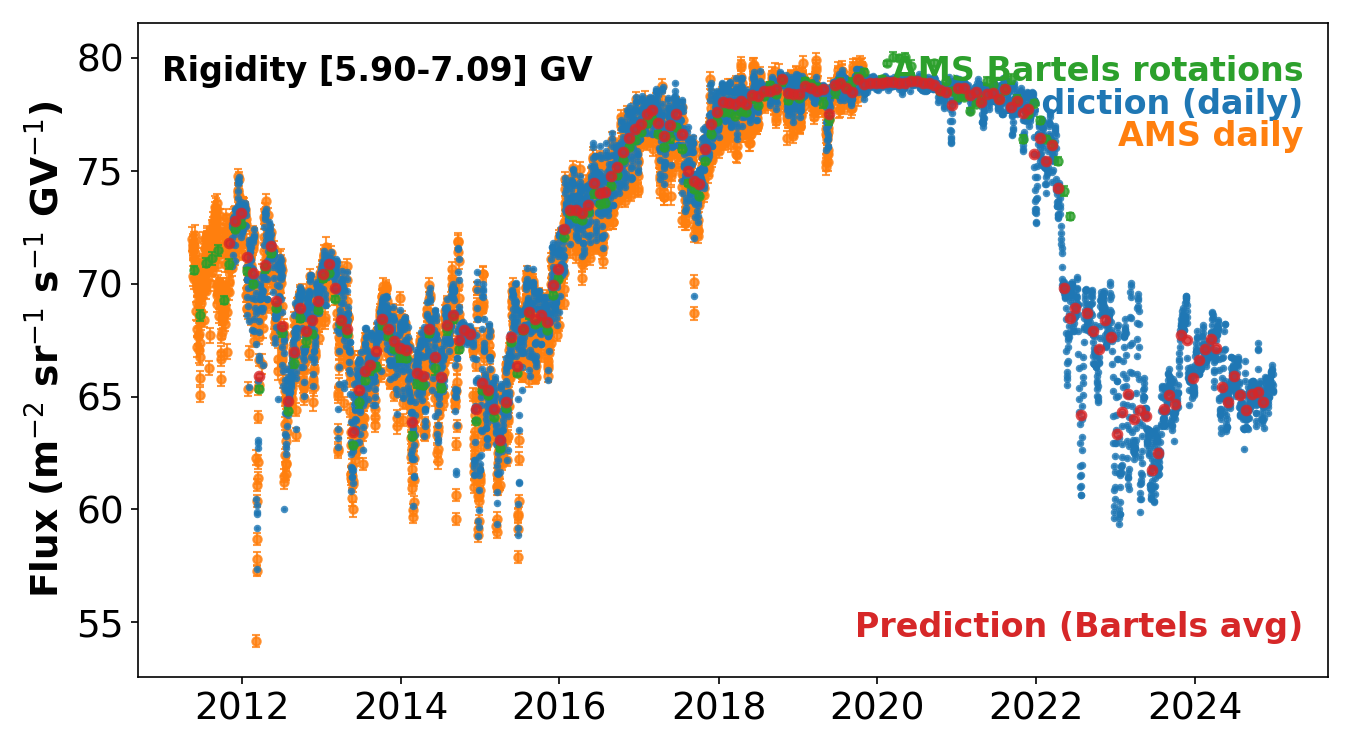 Rigidity [5.90-7.09] GV
AMS Bartels rotations
diction (daily)
AMS daily
Prediction (Bartels avg)
Flux (m⁻² sr⁻¹ s⁻¹ GV⁻¹)
80
75
70
65
60
55
2012 2014 2016 2018 2020 2022 2024